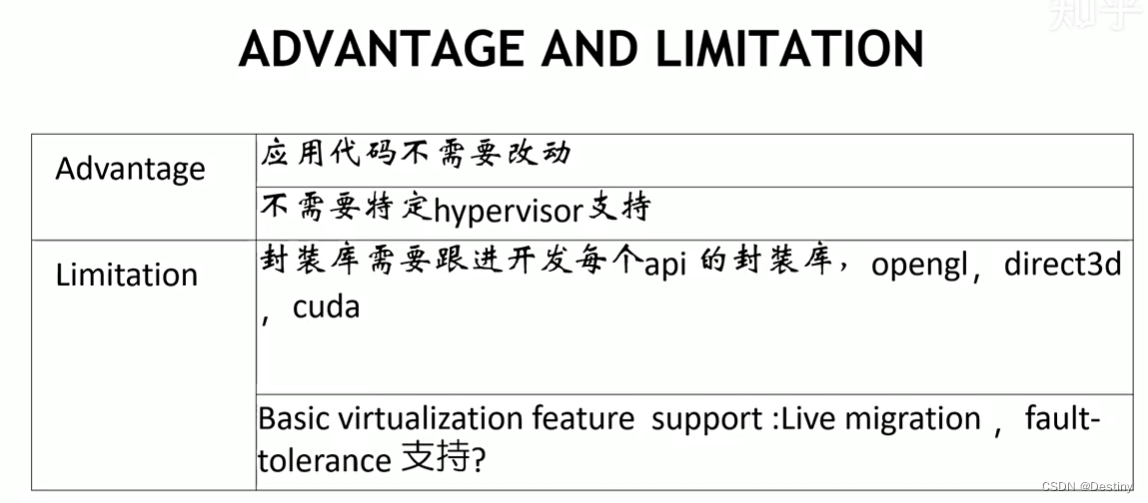 知乎
ADVANTAGE AND LIMITATION
Advantage
应用代码不需要改动
不需要特定hypervisor支持
Limitation
封装库需要跟进开发每个api 的封装库，opengl，direct3d
，cuda
Basic virtualization feature support :Live migration ，fault-
tolerance 支持?
CSDN @Destiny